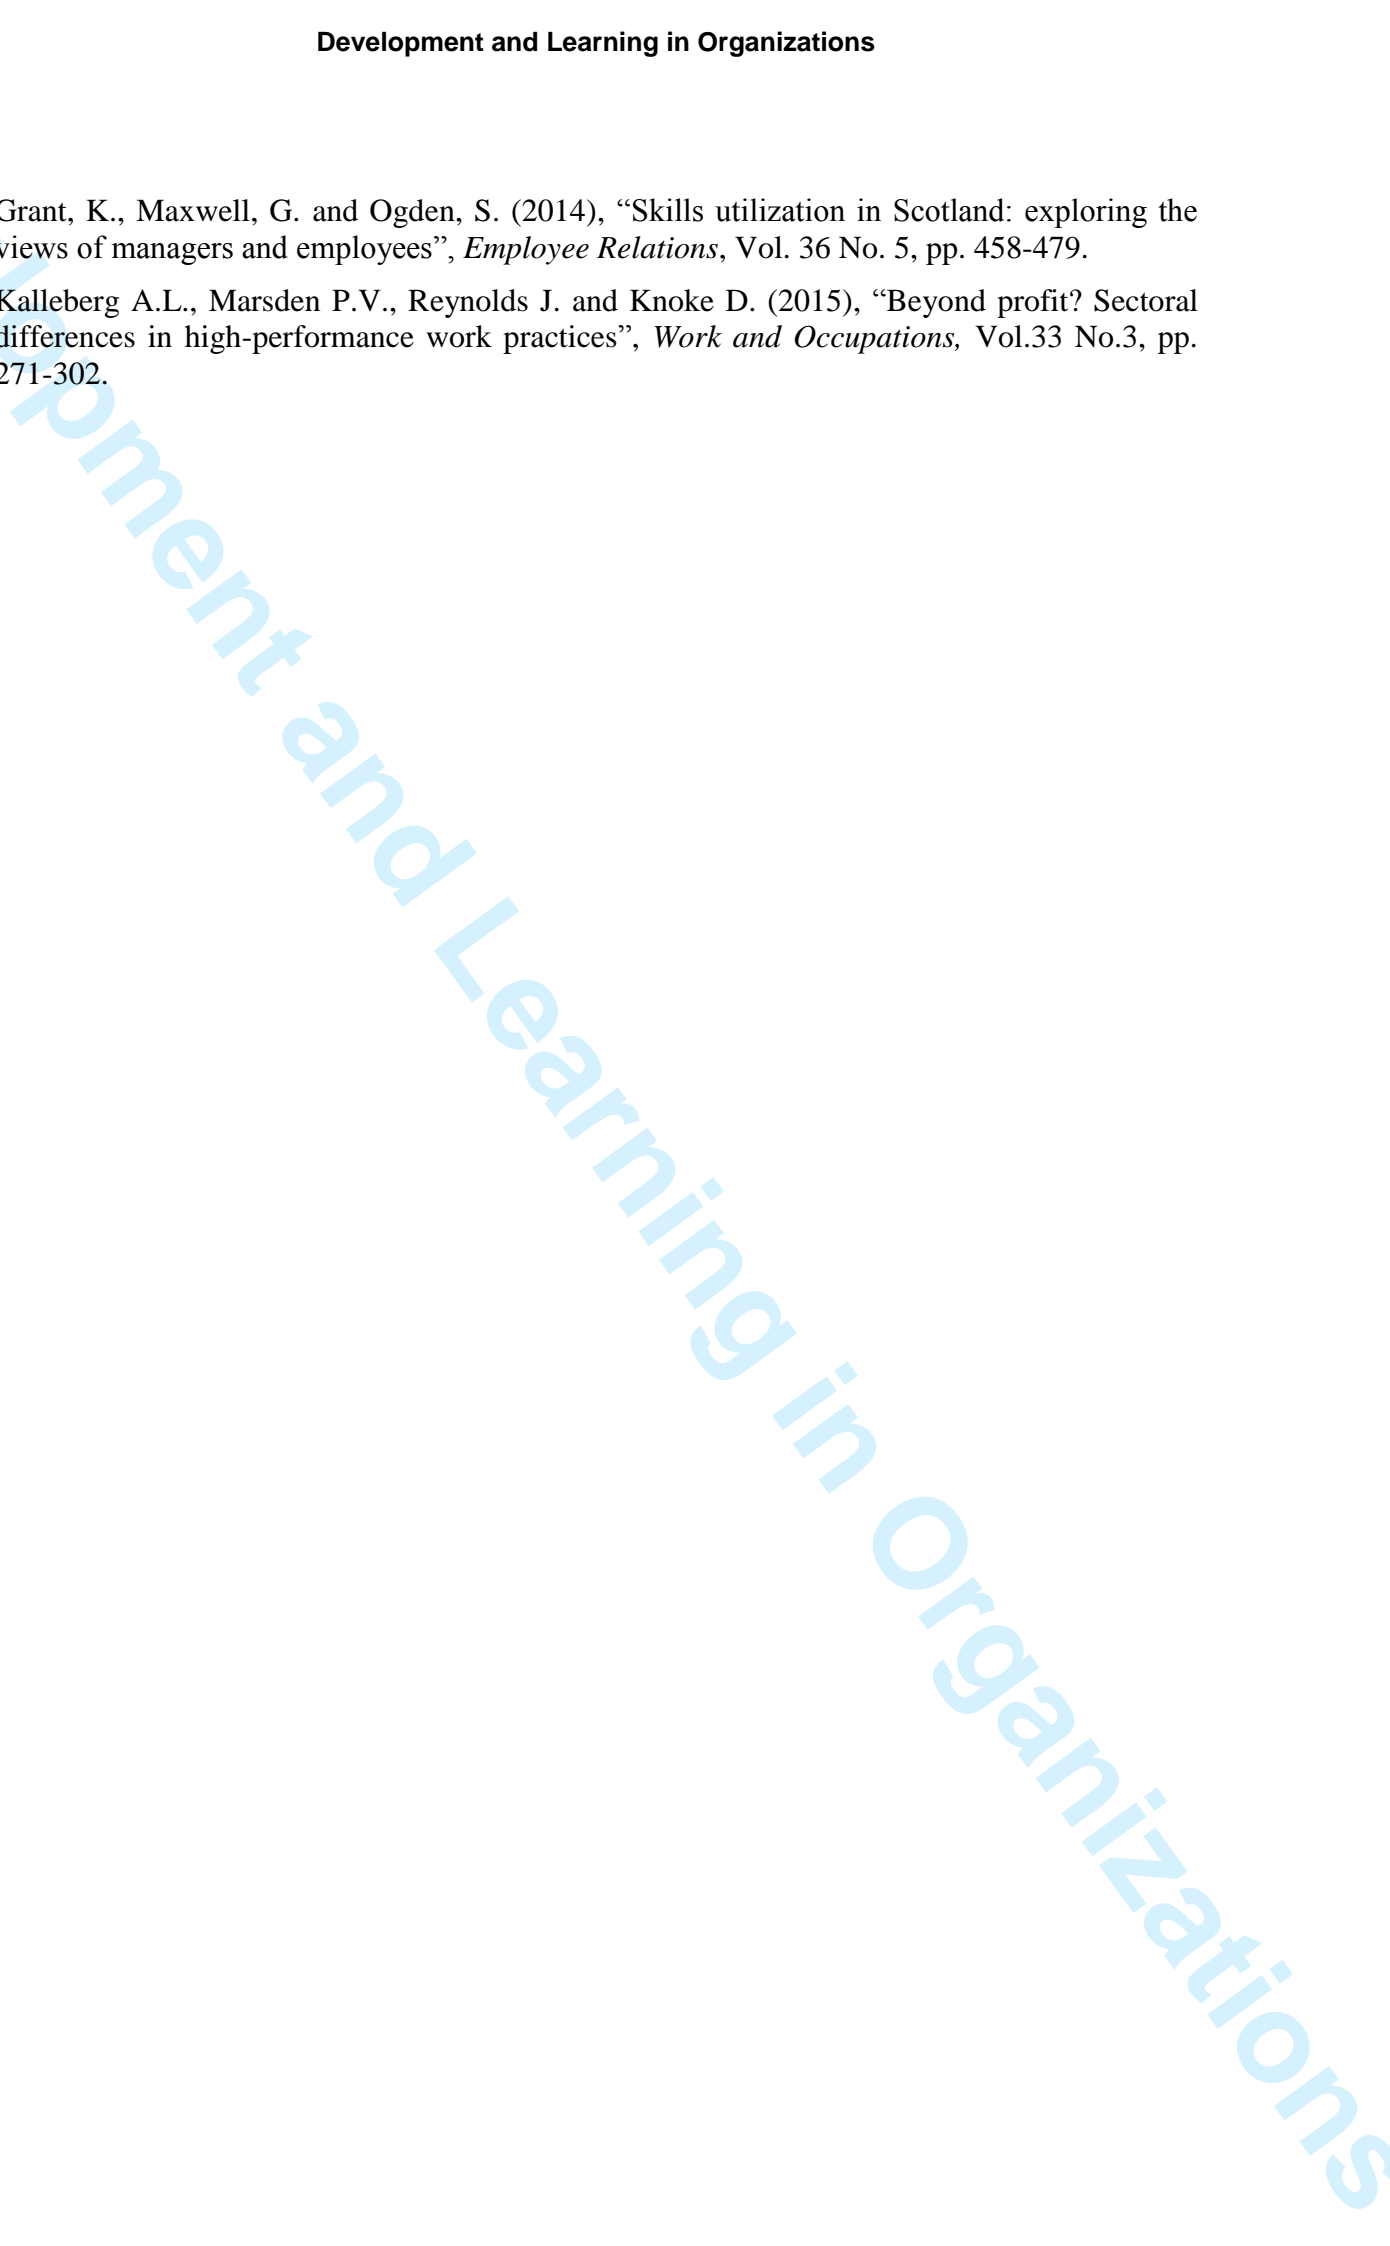 Development and Learning in Organizations
Grant, K., Maxwell, G. and Ogden, S. (2014), “Skills utilization in Scotland: exploring the
views of managers and employees”, Employee Relations, Vol. 36 No. 5, pp. 458-479.
Kalleberg A.L., Marsden P.V., Reynolds J. and Knoke D. (2015), “Beyond profit? Sectoral
differences in high-performance work practices”, Work and Occupations, Vol.33 No.3, pp.
271-302.
lopment and Learning in Organizations